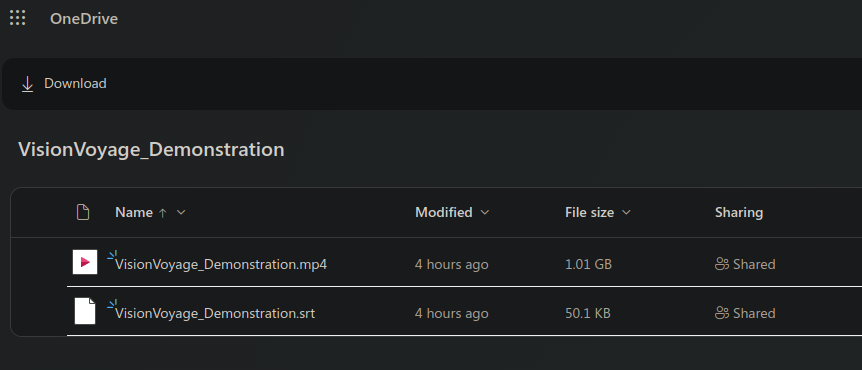 OneDrive
Download
VisionVoyage_Demonstration
Name Modified File size Sharing
VisionVoyage_Demonstration.mp4 4 hours ago 1.01 GB Shared
VisionVoyage_Demonstration.srt 4 hours ago 50.1 KB Shared